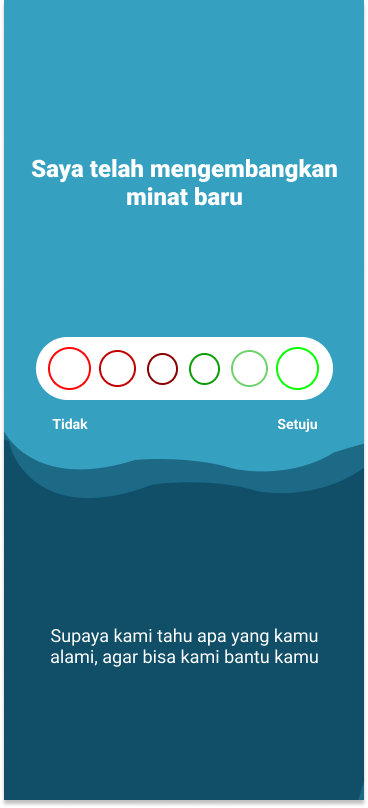 Saya telah mengembangkan
minat baru
Tidak
Setuju
Supaya kami tahu apa yang kamu
alami, agar bisa kami bantu kamu